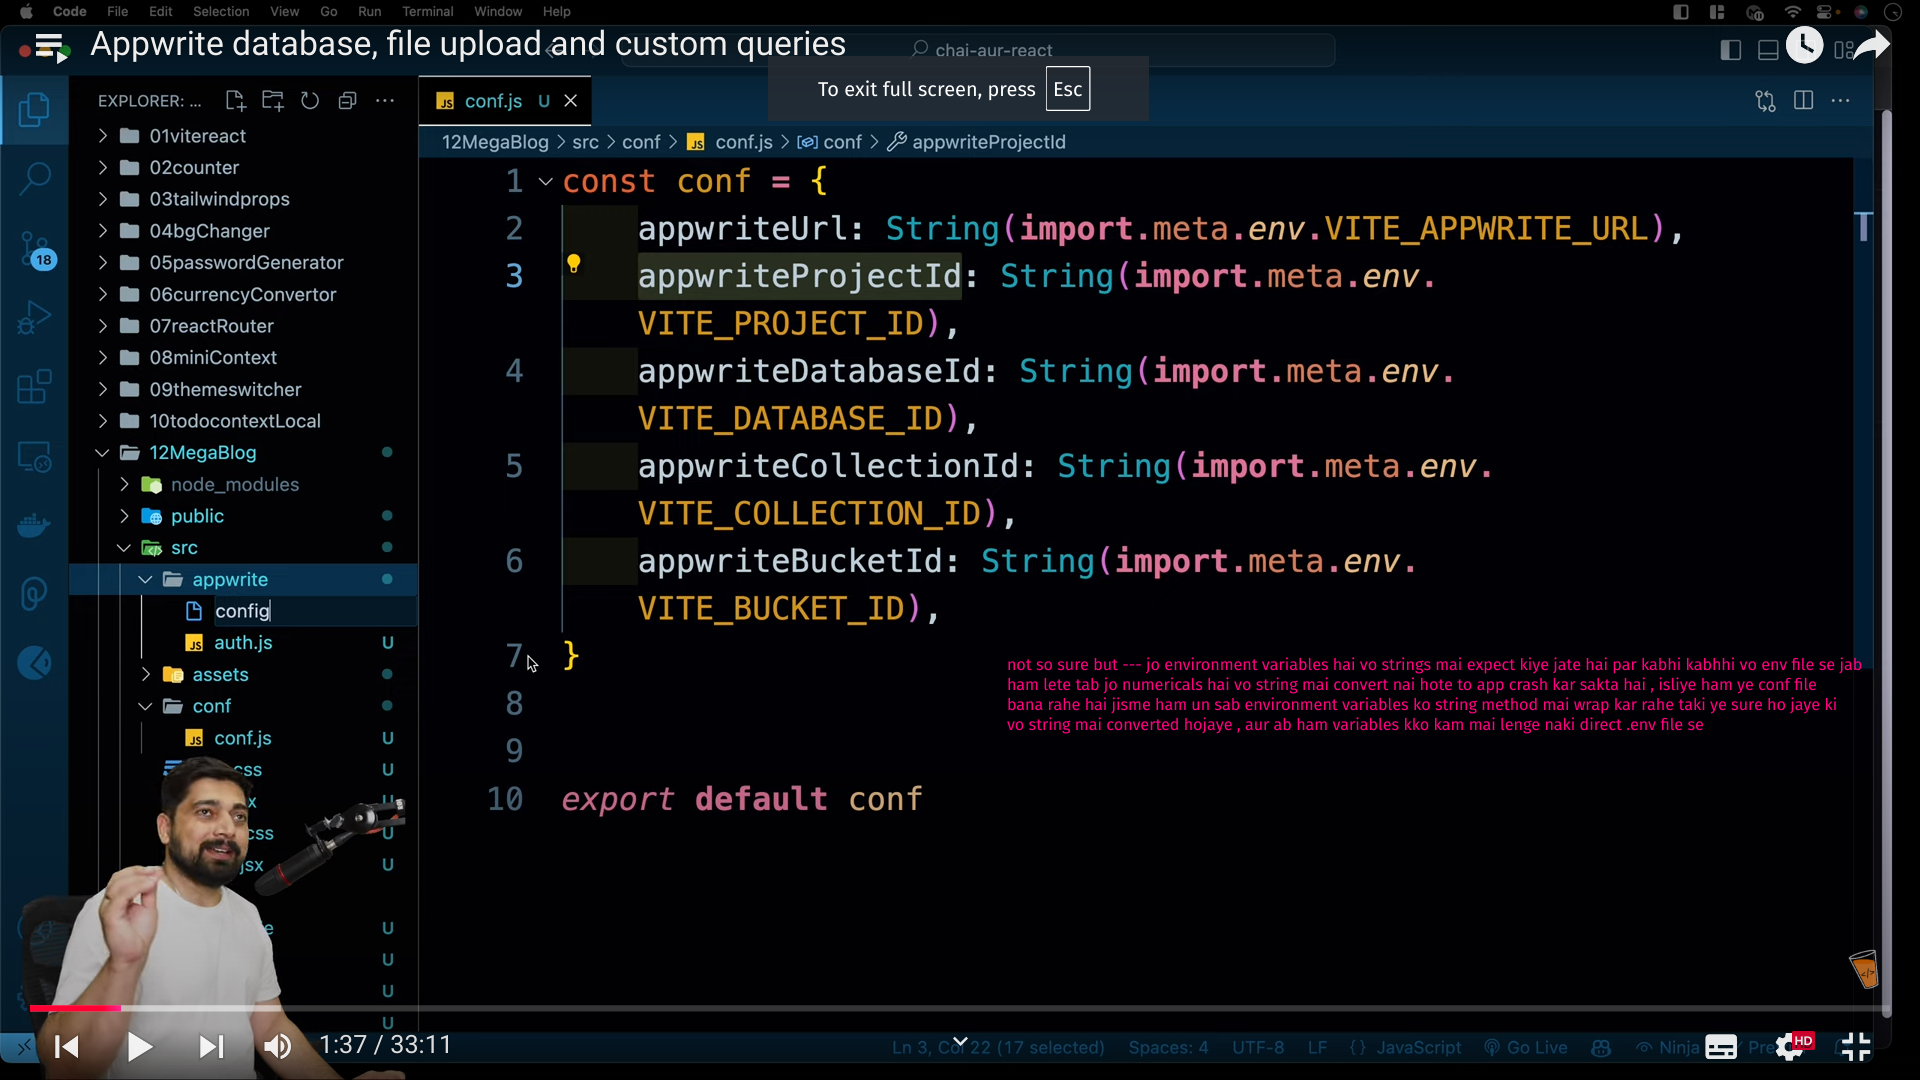 Code File Edit Selection View Go Run Terminal Window Help
Appwrite database, file upload and custom queries
chai-aur-react
To exit full screen, press Esc
EXPLORER: ...
conf.js U
12MegaBlog > src > conf > JS conf.js > conf > appwriteProjectId
01vitereact
02counter
03tailwindprops
04bgChanger
05passwordGenerator
06currencyConvertor
07reactRouter
08miniContext
09themeswitcher
10todocontextLocal
12MegaBlog
node_modules
public
src
appwrite
config
auth.js U
assets
conf
conf.js U
css U
x U
css U
jsx U
e U
U
U
U
18
1 const conf = {
2 appwriteUrl: String(import.meta.env.VITE_APPWRITE_URL),
3 appwriteProjectId: String(import.meta.env.
VITE_PROJECT_ID),
4 appwriteDatabaseId: String(import.meta.env.
VITE_DATABASE_ID),
5 appwriteCollectionId: String(import.meta.env.
VITE_COLLECTION_ID),
6 appwriteBucketId: String(import.meta.env.
VITE_BUCKET_ID),
7 }
8
9
10 export default conf
not so sure but --- jo environment variables hai vo strings mai expect kiye jate hai par kabhi kabhhi vo env file se jab
ham lete tab jo numericals hai vo string mai convert nai hote to app crash kar sakta hai , isliye ham ye conf file
bana rahe hai jisme ham un sab environment variables ko string method mai wrap kar rahe taki ye sure ho jaye ki
vo string mai converted hojaye , aur ab ham variables kko kam mai lenge naki direct .env file se
1:37 / 33:11
Ln 3, Col 22 (17 selected) Spaces: 4 UTF-8 LF {} JavaScript Go Live Ninja
HD